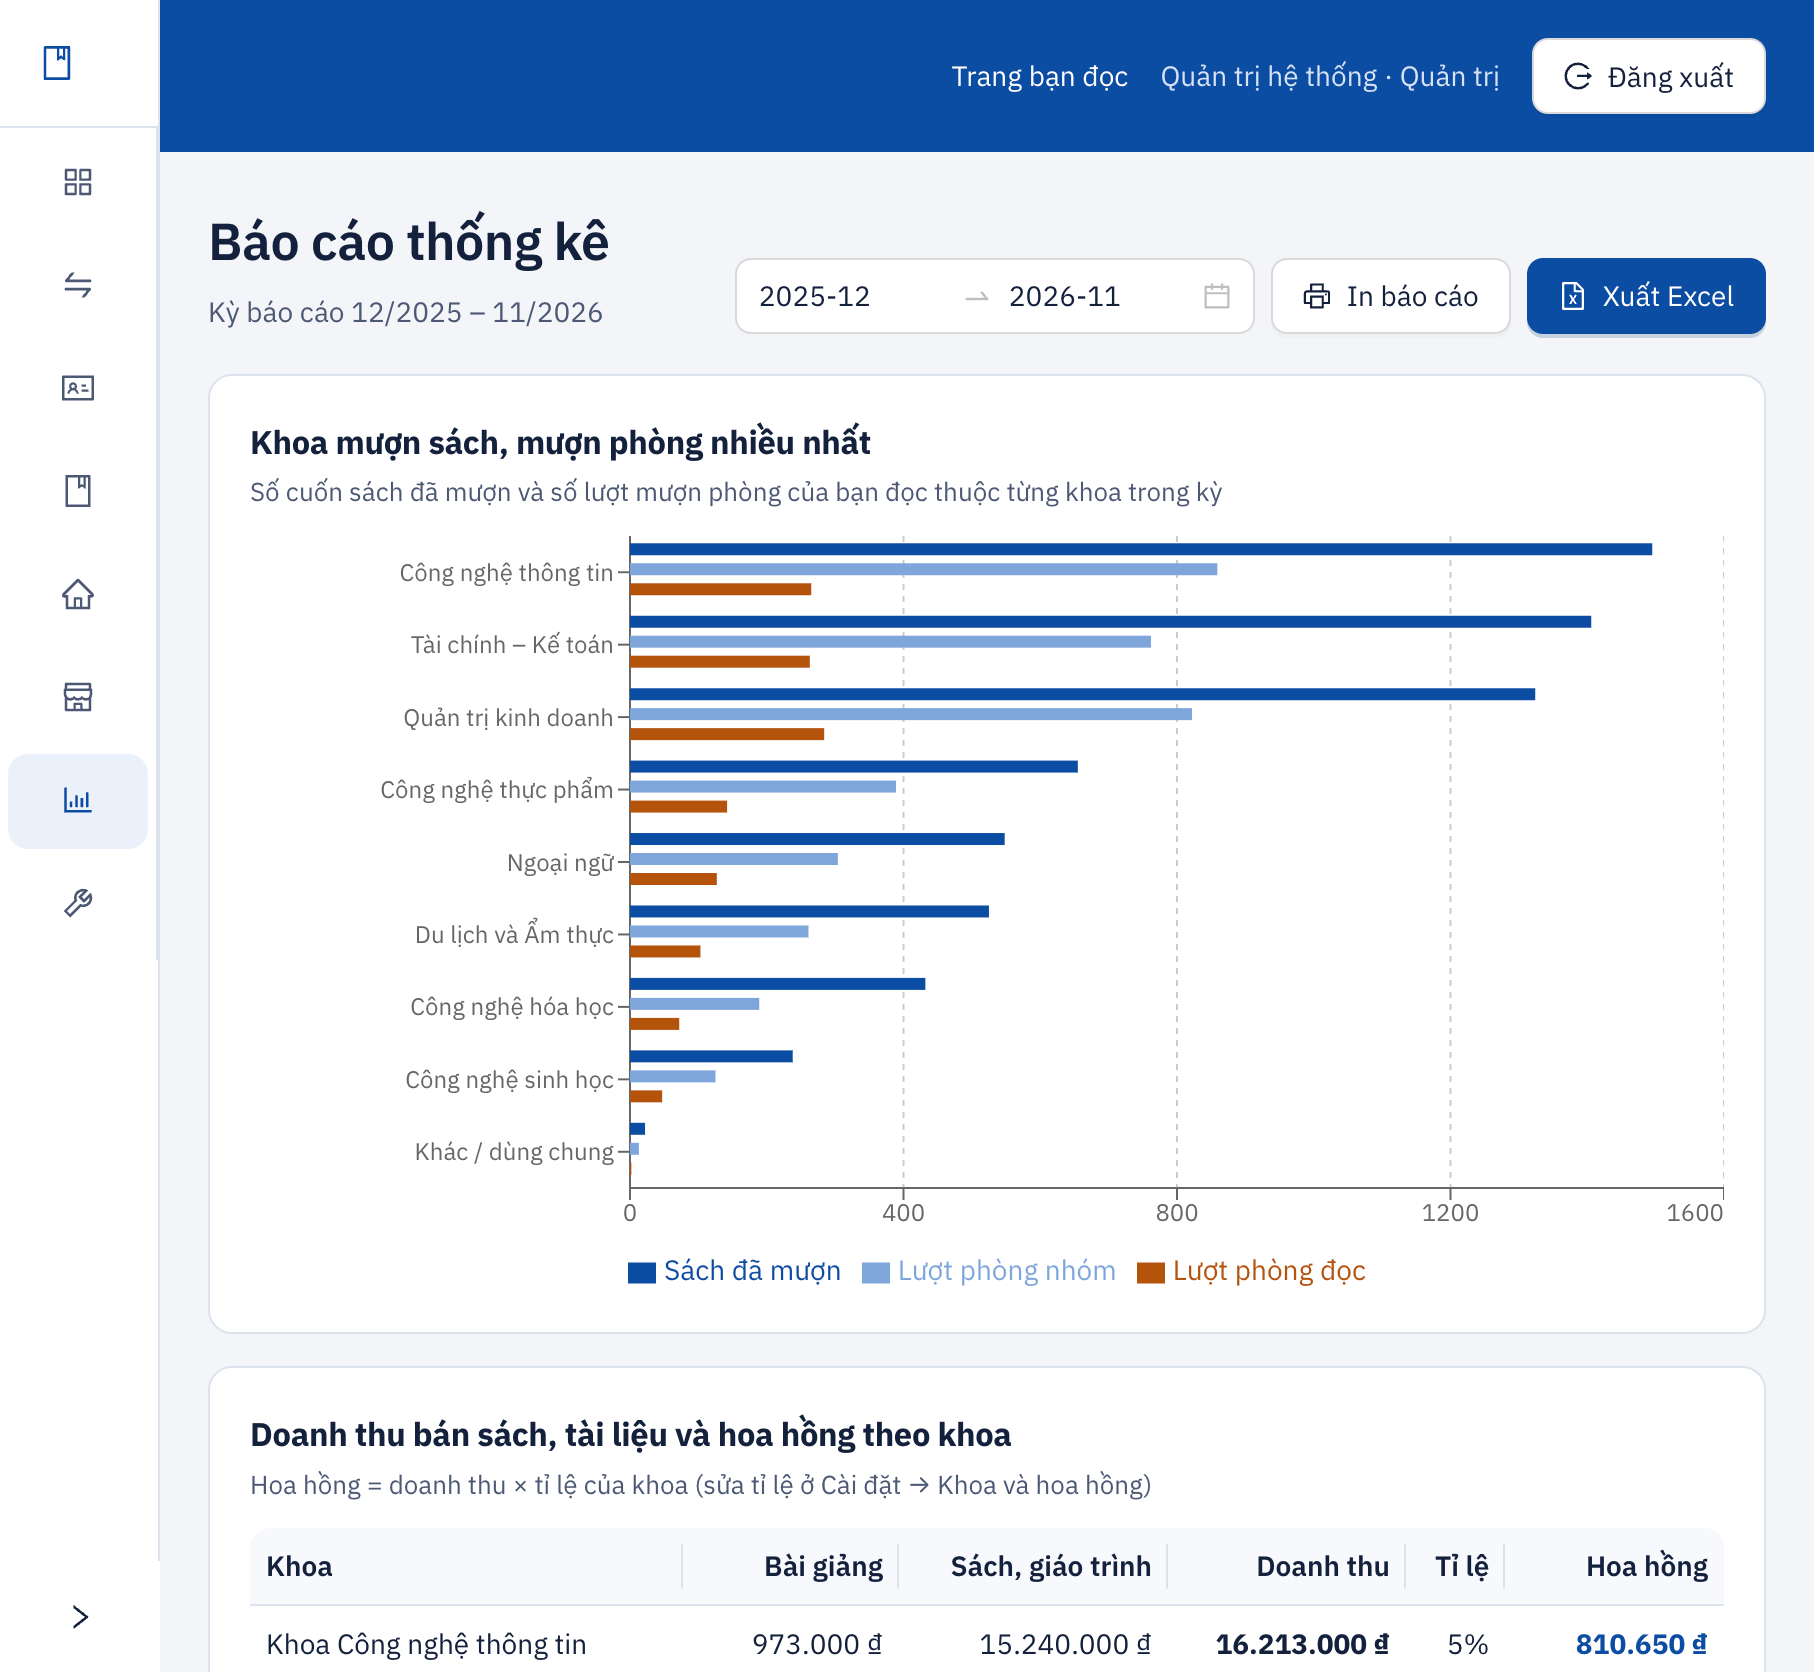 Trang bạn đọc
Quản trị hệ thống · Quản trị
Đăng xuất
Báo cáo thống kê
Kỳ báo cáo 12/2025 – 11/2026
2025-12 → 2026-11
In báo cáo
Xuất Excel
Khoa mượn sách, mượn phòng nhiều nhất
Số cuốn sách đã mượn và số lượt mượn phòng của bạn đọc thuộc từng khoa trong kỳ
Công nghệ thông tin
Tài chính – Kế toán
Quản trị kinh doanh
Công nghệ thực phẩm
Ngoại ngữ
Du lịch và Ẩm thực
Công nghệ hóa học
Công nghệ sinh học
Khác / dùng chung
0 400 800 1200 1600
Sách đã mượn Lượt phòng nhóm Lượt phòng đọc
Doanh thu bán sách, tài liệu và hoa hồng theo khoa
Hoa hồng = doanh thu × tỉ lệ của khoa (sửa tỉ lệ ở Cài đặt → Khoa và hoa hồng)
Khoa Bài giảng Sách, giáo trình Doanh thu Tỉ lệ Hoa hồng
Khoa Công nghệ thông tin 973.000 ₫ 15.240.000 ₫ 16.213.000 ₫ 5% 810.650 ₫